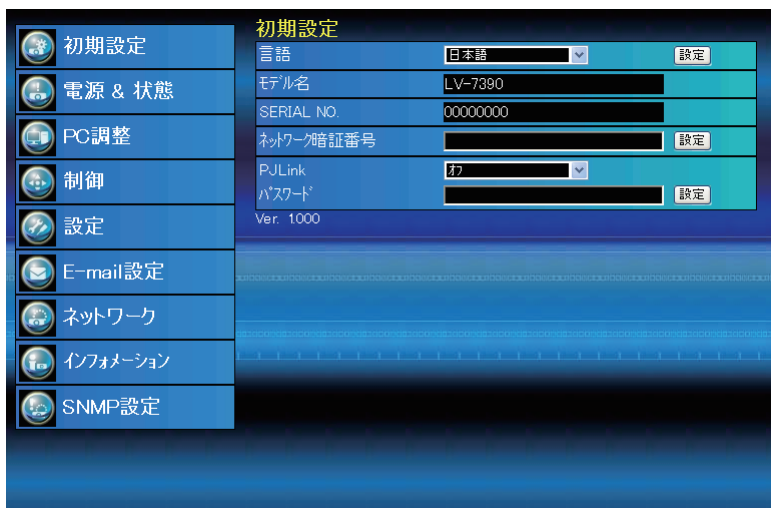 初期設定
電源 & 状態
PC調整
制御
設定
E-mail設定
ネットワーク
インフォメーション
SNMP設定
初期設定
言語 日本語 設定
ﾓﾃﾞﾙ名 LV-7390
SERIAL NO. 00000000
ﾈｯﾄﾜｰｸ暗証番号 設定
PJLink ｵﾌ
ﾊﾟｽﾜｰﾄﾞ 設定
Ver. 1000